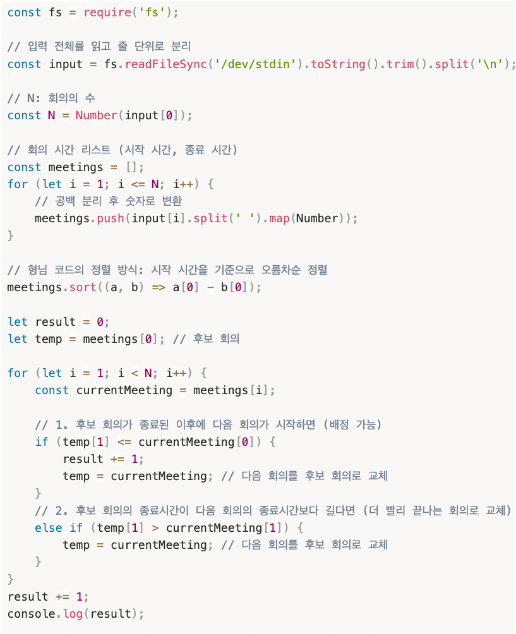 const fs = require('fs');

// 입력 전체를 읽고 줄 단위로 분리
const input = fs.readFileSync('/dev/stdin').toString().trim().split('\n');

// N: 회의의 수
const N = Number(input[0]);

// 회의 시간 리스트 (시작 시간, 종료 시간)
const meetings = [];
for (let i = 1; i <= N; i++) {
    // 공백 분리 후 숫자로 변환
    meetings.push(input[i].split(' ').map(Number));
}

// 형님 코드의 정렬 방식: 시작 시간을 기준으로 오름차순 정렬
meetings.sort((a, b) => a[0] - b[0]);

let result = 0;
let temp = meetings[0]; // 후보 회의

for (let i = 1; i < N; i++) {
    const currentMeeting = meetings[i];

    // 1. 후보 회의가 종료된 이후에 다음 회의가 시작하면 (배정 가능)
    if (temp[1] <= currentMeeting[0]) {
        result += 1;
        temp = currentMeeting; // 다음 회의를 후보 회의로 교체
    }
    // 2. 후보 회의의 종료시간이 다음 회의의 종료시간보다 길다면 (더 빨리 끝나는 회의로 교체)
    else if (temp[1] > currentMeeting[1]) {
        temp = currentMeeting; // 다음 회의를 후보 회의로 교체
    }
}
result += 1;
console.log(result);